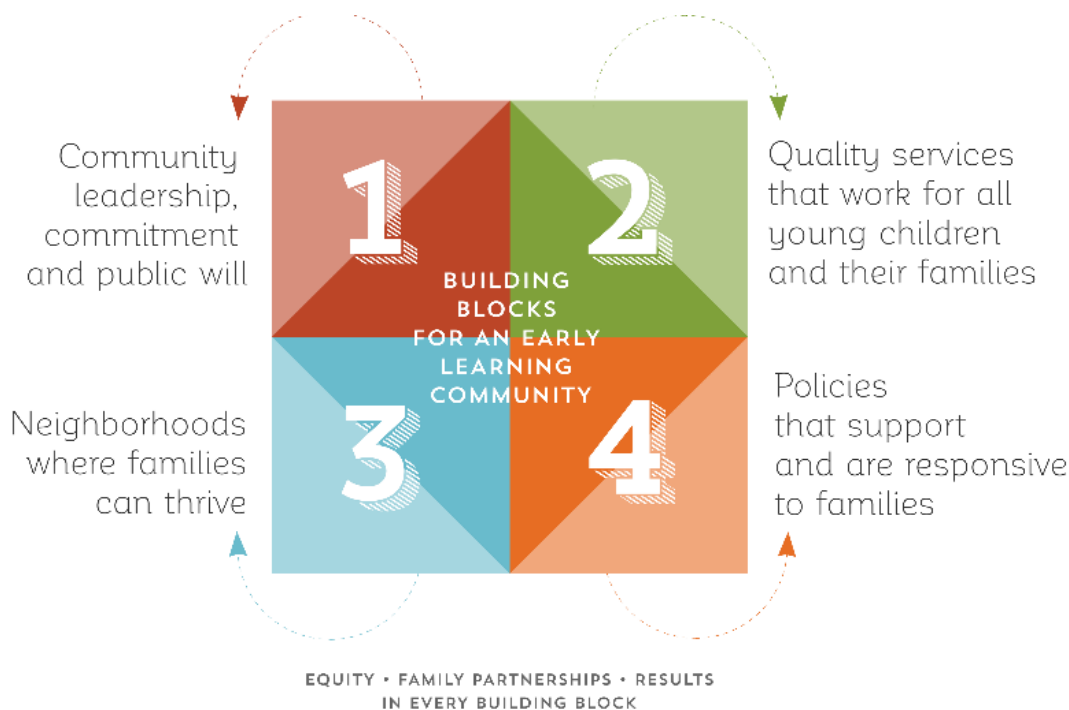 Community
leadership,
commitment
and public will
1
2
Quality services
that work for all
young children
and their families
BUILDING
BLOCKS
FOR AN EARLY
LEARNING
COMMUNITY
Neighborhoods
where families
can thrive
3
4
Policies
that support
and are responsive
to families
EQUITY • FAMILY PARTNERSHIPS • RESULTS
IN EVERY BUILDING BLOCK